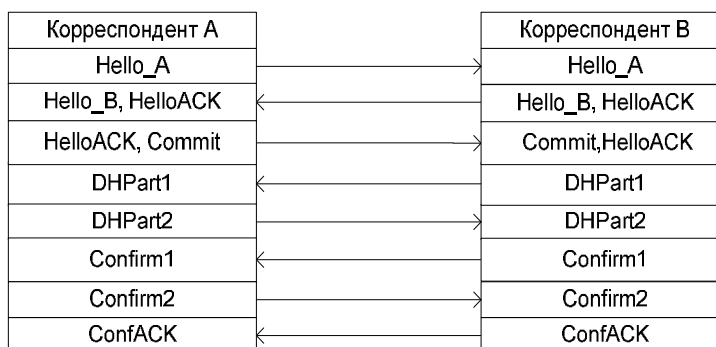 Корреспондент А
Корреспондент В
Hello_A
Hello_A
Hello_B, HelloACK
Hello_B, HelloACK
HelloACK, Commit
Commit,HelloACK
DHPart1
DHPart1
DHPart2
DHPart2
Confirm1
Confirm1
Confirm2
Confirm2
ConfACK
ConfACK